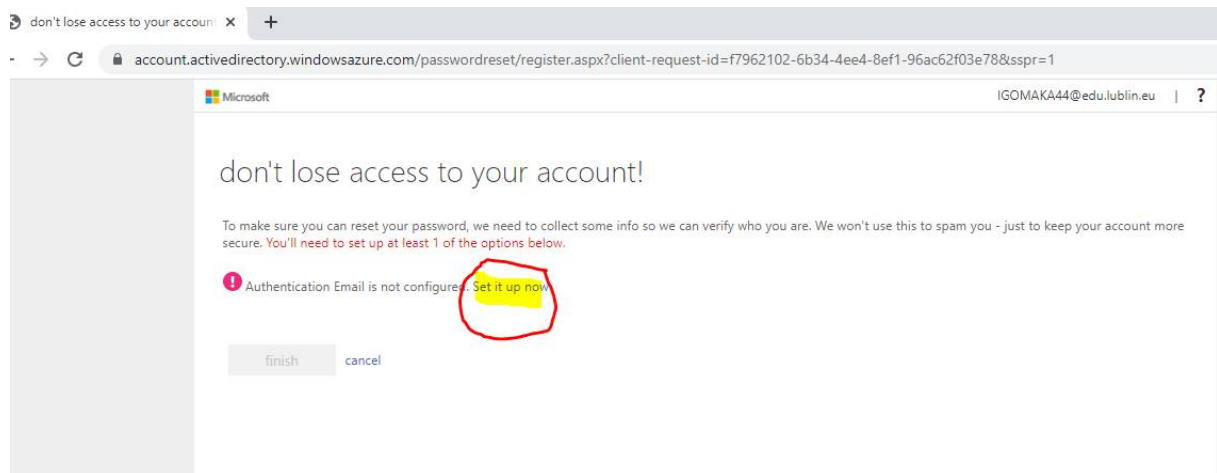 don't lose access to your accoun
account.activedirectory.windowsazure.com/passwordreset/register.aspx?client-request-id=f7962102-6b34-4ee4-8ef1-96ac62f03e78&sspr=1
Microsoft IGOMAKA44@edu.lublin.eu | ?
don't lose access to your account!
To make sure you can reset your password, we need to collect some info so we can verify who you are. We won't use this to spam you - just to keep your account more
secure. You'll need to set up at least 1 of the options below.
! Authentication Email is not configured. Set it up now
finish cancel